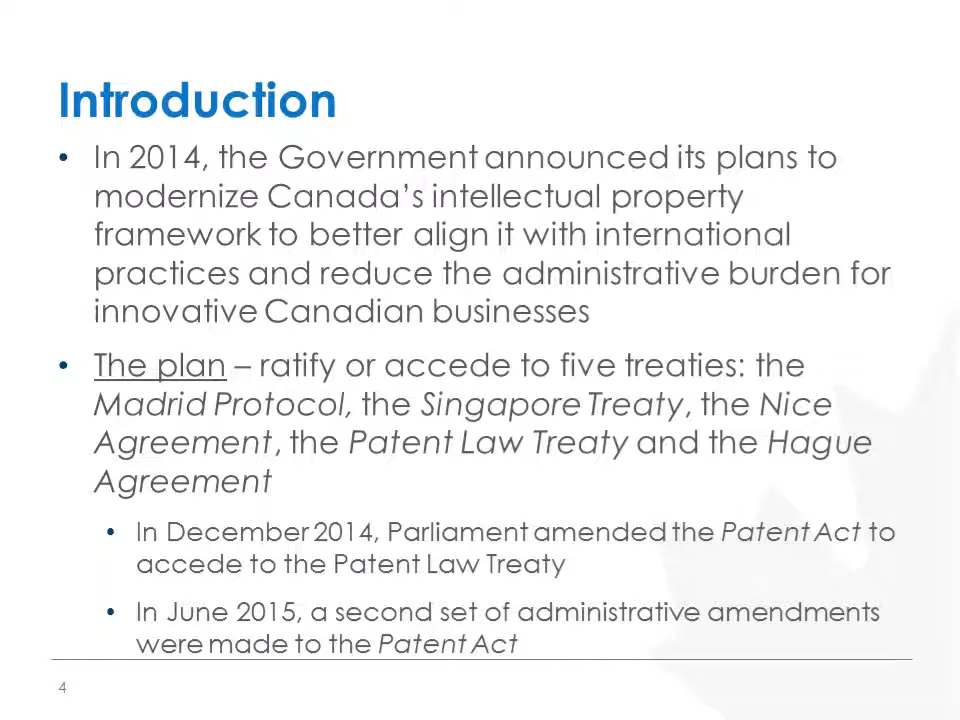 Introduction
• In 2014, the Government announced its plans to
modernize Canada’s intellectual property
framework to better align it with international
practices and reduce the administrative burden for
innovative Canadian businesses
• The plan – ratify or accede to five treaties: the
Madrid Protocol, the Singapore Treaty, the Nice
Agreement, the Patent Law Treaty and the Hague
Agreement
• In December 2014, Parliament amended the Patent Act to
accede to the Patent Law Treaty
• In June 2015, a second set of administrative amendments
were made to the Patent Act
4